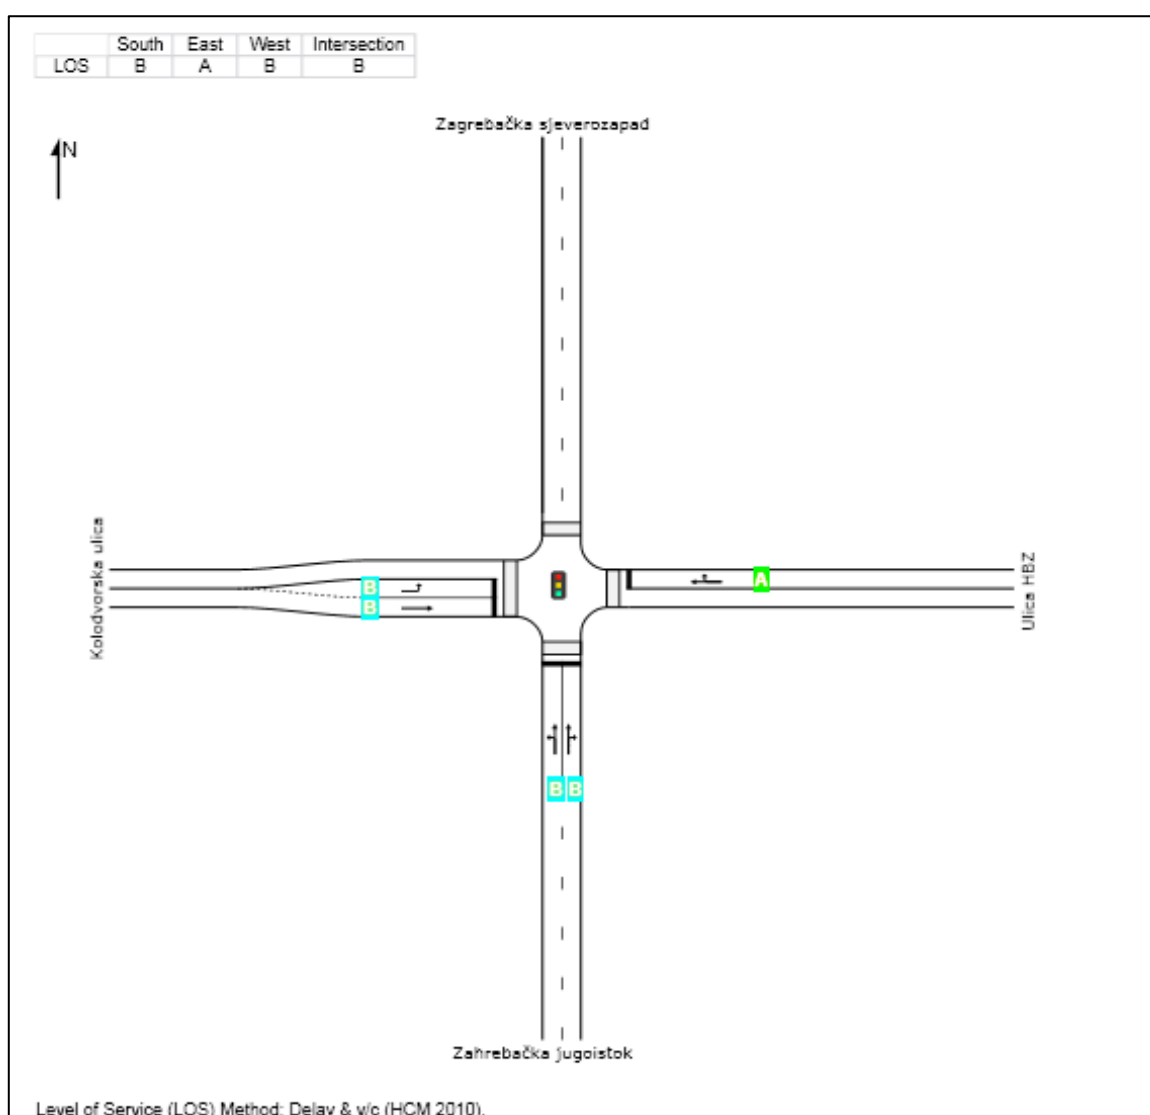 South East West Intersection
LOS B A B B
Zagrebačka sjeverozapad
N
Kolodvorska ulica
B
B
A
Ulica HBZ
B B
Zahrebačka jugoistok
Level of Service (LOS) Method: Delay & v/c (HCM 2010).